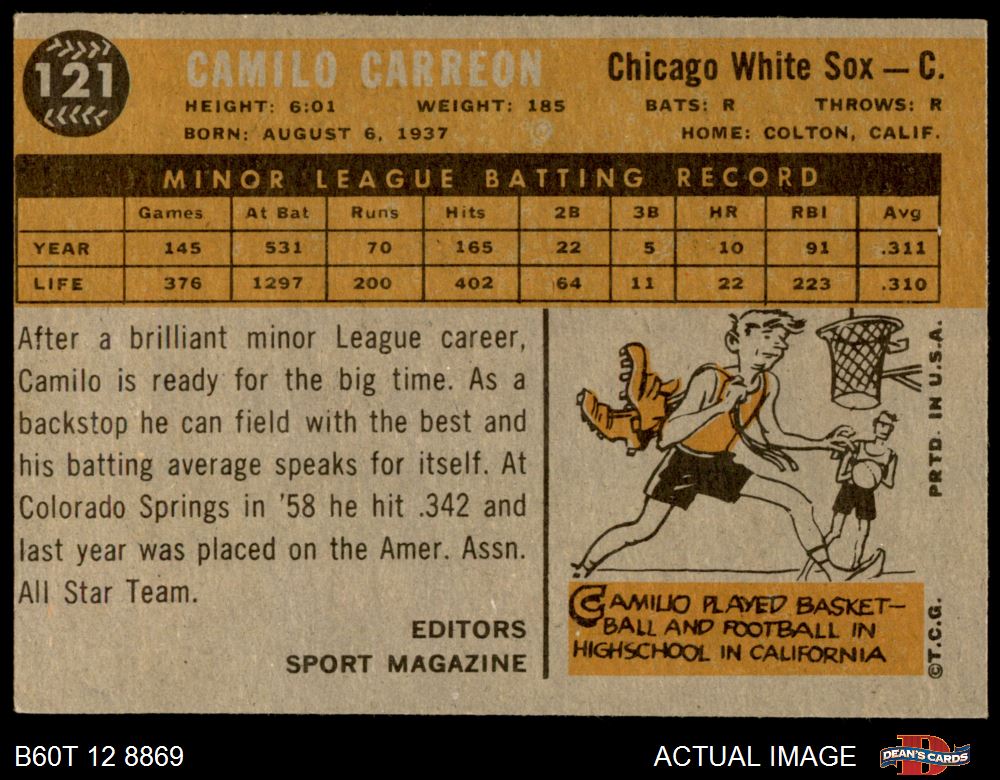 121
CAMILO CARREON
Chicago White Sox — C.
HEIGHT: 6:01 WEIGHT: 185 BATS: R THROWS: R
BORN: AUGUST 6, 1937 HOME: COLTON, CALIF.
MINOR LEAGUE BATTING RECORD
Games At Bat Runs Hits 2B 3B HR RBI Avg
YEAR 145 531 70 165 22 5 10 91 .311
LIFE 376 1297 200 402 64 11 22 223 .310
After a brilliant minor League career,
Camilo is ready for the big time. As a
backstop he can field with the best and
his batting average speaks for itself. At
Colorado Springs in '58 he hit .342 and
last year was placed on the Amer. Assn.
All Star Team.
EDITORS
SPORT MAGAZINE
CAMILIO PLAYED BASKET—
BALL AND FOOTBALL IN
HIGHSCHOOL IN CALIFORNIA
©T.C.G. PRTD. IN U.S.A.
B60T 12 8869
ACTUAL IMAGE
DEAN'S CARDS